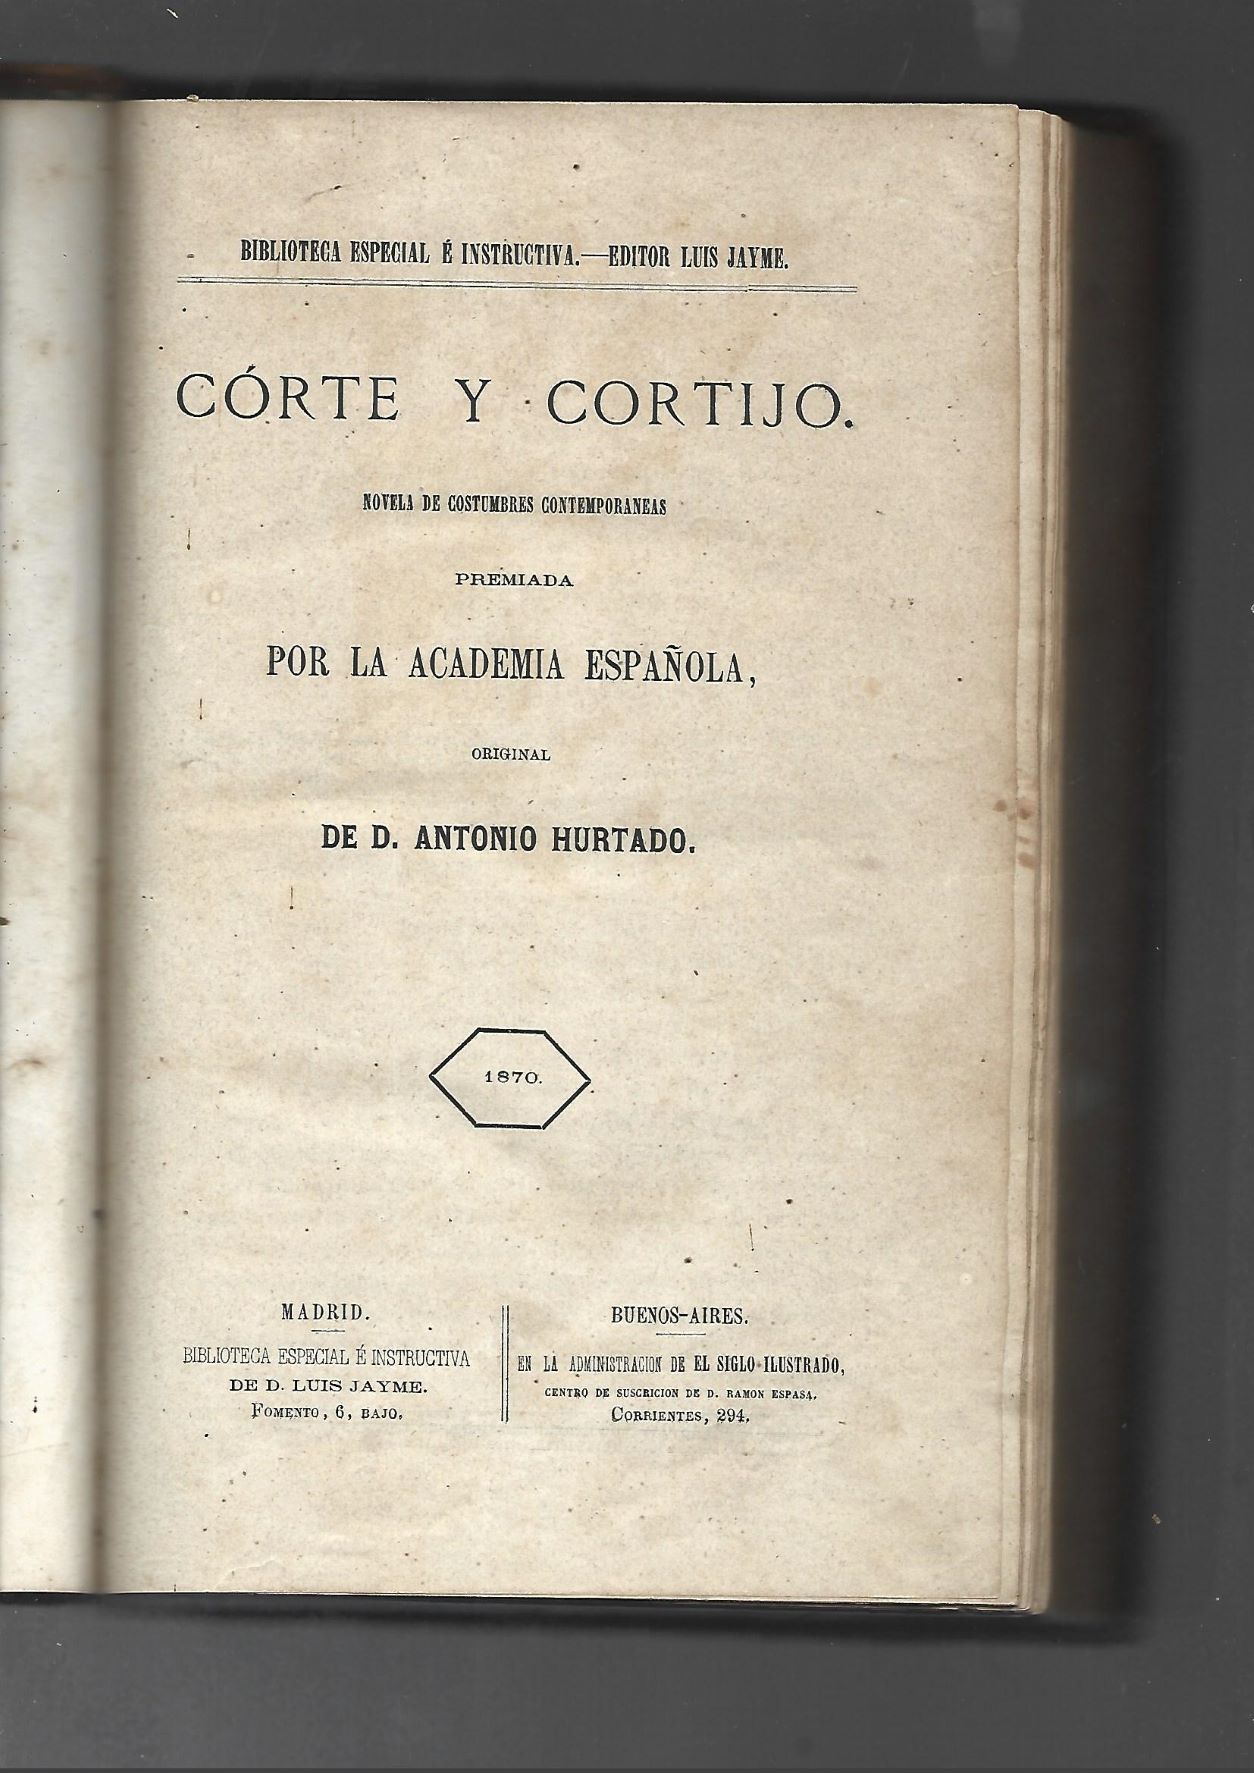 BIBLIOTECA ESPECIAL É INSTRUCTIVA.—EDITOR LUIS JAYME.
CÓRTE Y CORTIJO.
NOVELA DE COSTUMBRES CONTEMPORANEAS
PREMIADA
POR LA ACADEMIA ESPAÑOLA,
ORIGINAL
DE D. ANTONIO HURTADO.
1870.
MADRID.
BIBLIOTECA ESPECIAL É INSTRUCTIVA
DE D. LUIS JAYME.
FOMENTO, 6, BAJO.
BUENOS-AIRES.
EN LA ADMINISTRACION DE EL SIGLO ILUSTRADO,
CENTRO DE SUSCRICION DE D. RAMON ESPASA.
CORRIENTES, 294.